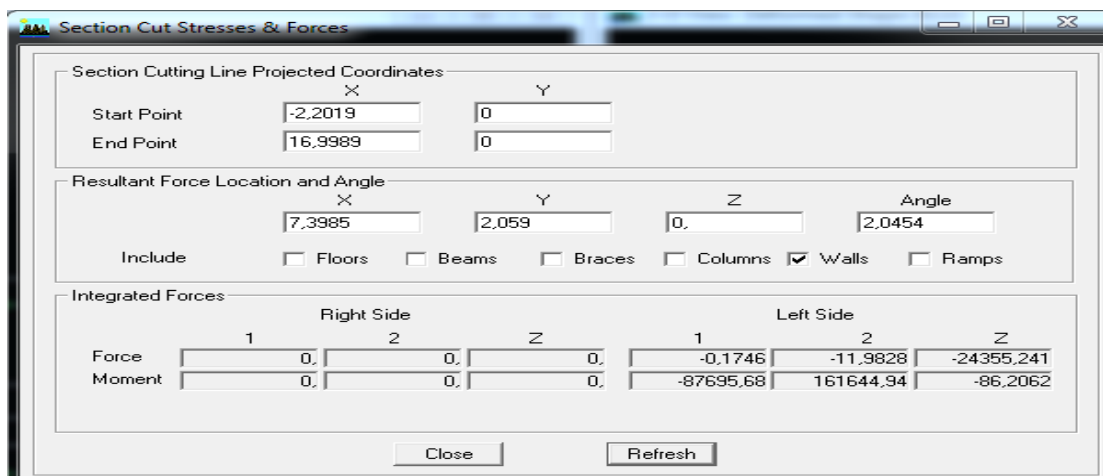 Section Cut Stresses & Forces
Section Cutting Line Projected Coordinates
X Y
Start Point -2,2019 0
End Point 16,9989 0
Resultant Force Location and Angle
X Y Z Angle
7,3985 2,059 0, 2,0454
Include Floors Beams Braces Columns Walls Ramps
Integrated Forces
Right Side Left Side
1 2 Z 1 2 Z
Force 0, 0, 0, -0,1746 -11,9828 -24355,241
Moment 0, 0, 0, -87695,68 161644,94 -86,2062
Close Refresh